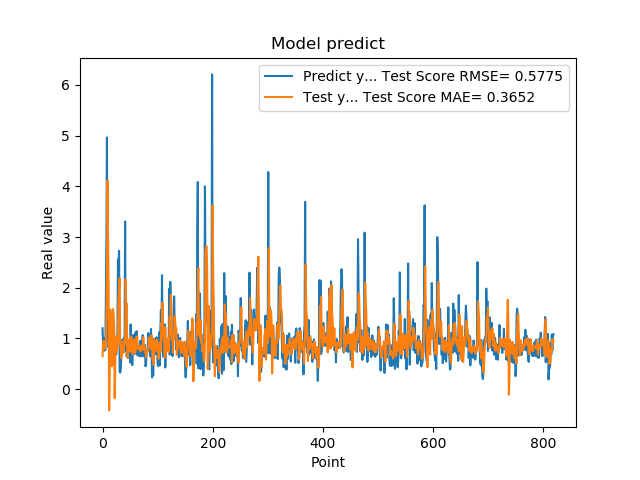 Model predict
Predict y... Test Score RMSE= 0.5775
Test y... Test Score MAE= 0.3652
Real value
6
5
4
3
2
1
0
0 200 400 600 800
Point